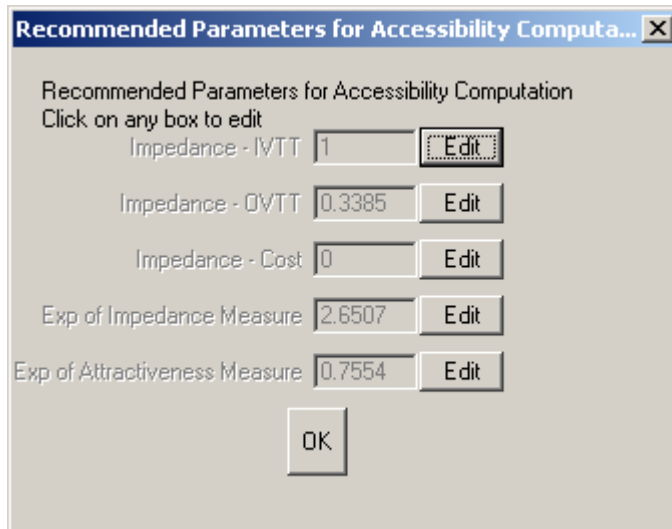 Recommended Parameters for Accessibility Computa...
Recommended Parameters for Accessibility Computation
Click on any box to edit
Impedance - IVTT 1 Edit
Impedance - OVTT 0.3385 Edit
Impedance - Cost 0 Edit
Exp of Impedance Measure 2.6507 Edit
Exp of Attractiveness Measure 0.7554 Edit
OK